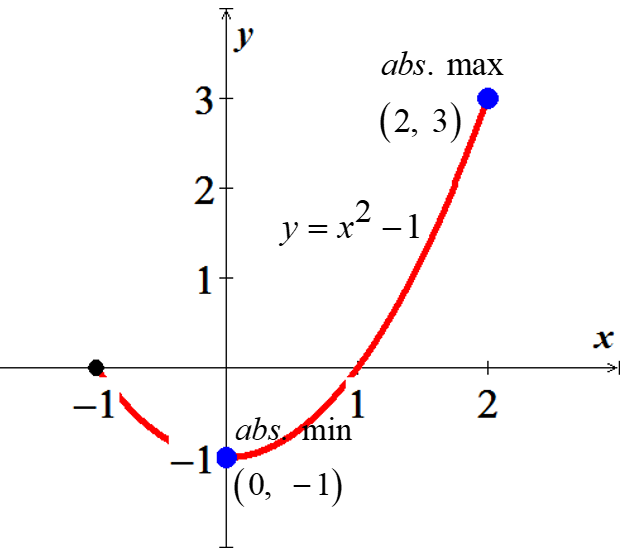 y
abs. max
3
(2, 3)
2
y = x² − 1
1
x
−1
1
2
abs. min
−1
(0, −1)